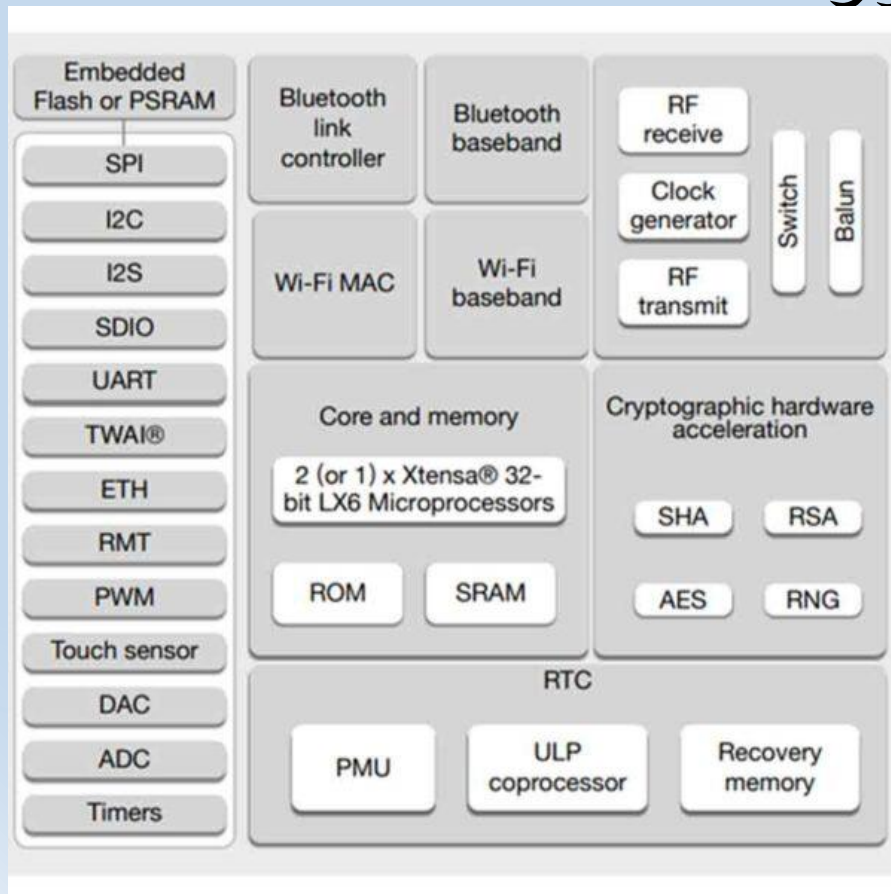 Embedded
Flash or PSRAM
SPI
I2C
I2S
SDIO
UART
TWAI®
ETH
RMT
PWM
Touch sensor
DAC
ADC
Timers
Bluetooth
link
controller
Bluetooth
baseband
Wi-Fi MAC
Wi-Fi
baseband
RF
receive
Clock
generator
RF
transmit
Switch
Balun
Core and memory
2 (or 1) x Xtensa® 32-
bit LX6 Microprocessors
ROM
SRAM
Cryptographic hardware
acceleration
SHA
RSA
AES
RNG
RTC
PMU
ULP
coprocessor
Recovery
memory